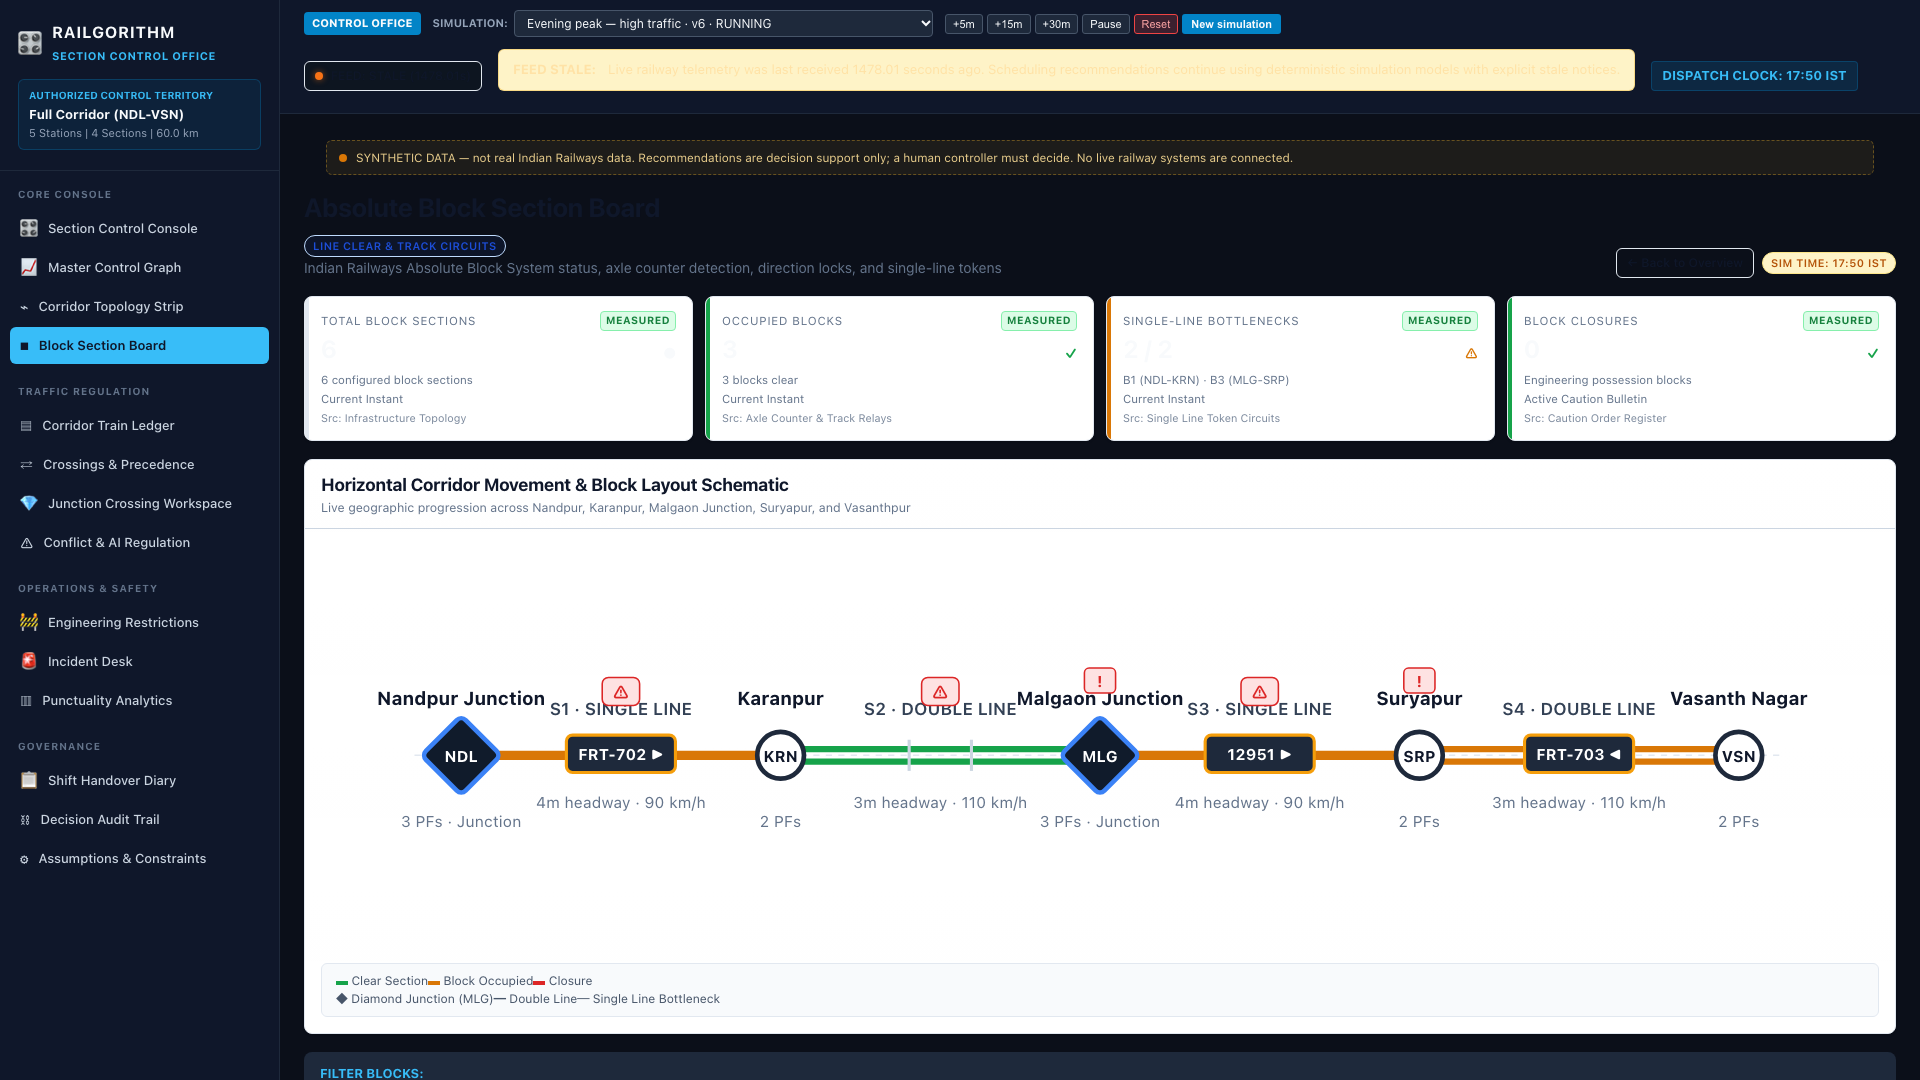 RAILGORITHM
SECTION CONTROL OFFICE
AUTHORIZED CONTROL TERRITORY
Full Corridor (NDL-VSN)
5 Stations | 4 Sections | 60.0 km
CORE CONSOLE
Section Control Console
Master Control Graph
Corridor Topology Strip
Block Section Board
TRAFFIC REGULATION
Corridor Train Ledger
Crossings & Precedence
Junction Crossing Workspace
Conflict & AI Regulation
OPERATIONS & SAFETY
Engineering Restrictions
Incident Desk
Punctuality Analytics
GOVERNANCE
Shift Handover Diary
Decision Audit Trail
Assumptions & Constraints
CONTROL OFFICE SIMULATION: Evening peak — high traffic · v6 · RUNNING +5m +15m +30m Pause Reset New simulation
FEED STALE: Live railway telemetry was last received 1478.01 seconds ago. Scheduling recommendations continue using deterministic simulation models with explicit stale notices.
DISPATCH CLOCK: 17:50 IST
SYNTHETIC DATA — not real Indian Railways data. Recommendations are decision support only; a human controller must decide. No live railway systems are connected.
Absolute Block Section Board
LINE CLEAR & TRACK CIRCUITS
Indian Railways Absolute Block System status, axle counter detection, direction locks, and single-line tokens
SIM TIME: 17:50 IST
TOTAL BLOCK SECTIONS MEASURED
6
6 configured block sections
Current Instant
Src: Infrastructure Topology
OCCUPIED BLOCKS MEASURED
3
3 blocks clear
Current Instant
Src: Axle Counter & Track Relays
SINGLE-LINE BOTTLENECKS MEASURED
2 / 2
B1 (NDL-KRN) · B3 (MLG-SRP)
Current Instant
Src: Single Line Token Circuits
BLOCK CLOSURES MEASURED
0
Engineering possession blocks
Active Caution Bulletin
Src: Caution Order Register
Horizontal Corridor Movement & Block Layout Schematic
Live geographic progression across Nandpur, Karanpur, Malgaon Junction, Suryapur, and Vasanthpur
Nandpur Junction S1 · SINGLE LINE Karanpur S2 · DOUBLE LINE Malgaon Junction S3 · SINGLE LINE Suryapur S4 · DOUBLE LINE Vasanth Nagar
! !
NDL FRT-702 ▶ KRN MLG 12951 ▶ SRP FRT-703 ◀ VSN
4m headway · 90 km/h 3m headway · 110 km/h 4m headway · 90 km/h 3m headway · 110 km/h
3 PFs · Junction 2 PFs 3 PFs · Junction 2 PFs 2 PFs
Clear Section Block Occupied Closure
◆ Diamond Junction (MLG) — Double Line — Single Line Bottleneck
FILTER BLOCKS: